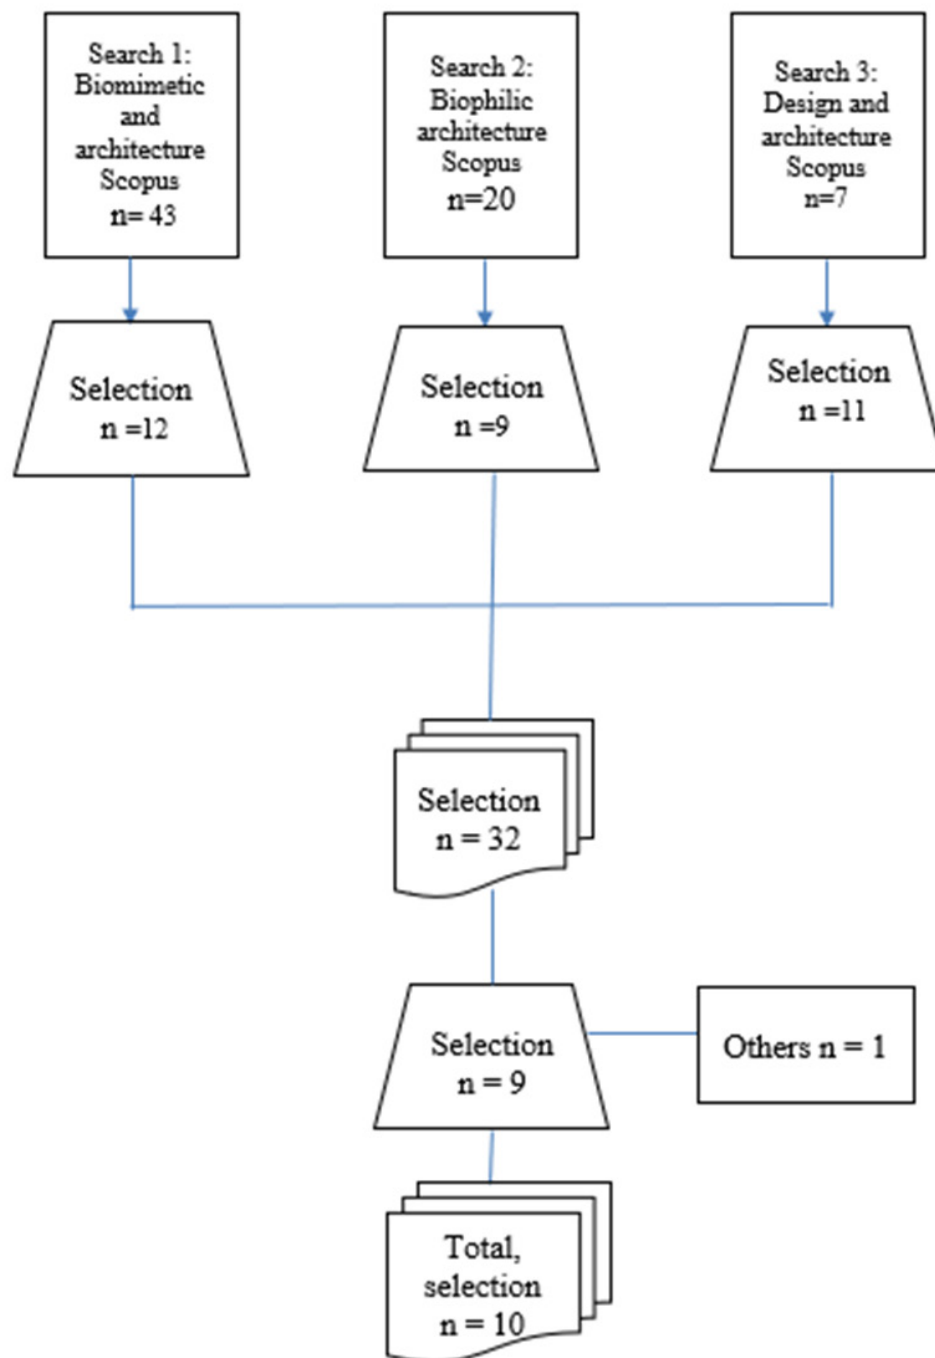 Search 1:
Biomimetic
and
architecture
Scopus
n= 43
Search 2:
Biophilic
architecture
Scopus
n=20
Search 3:
Design and
architecture
Scopus
n=7
Selection
n =12
Selection
n =9
Selection
n =11
Selection
n = 32
Selection
n = 9
Others n = 1
Total,
selection
n = 10